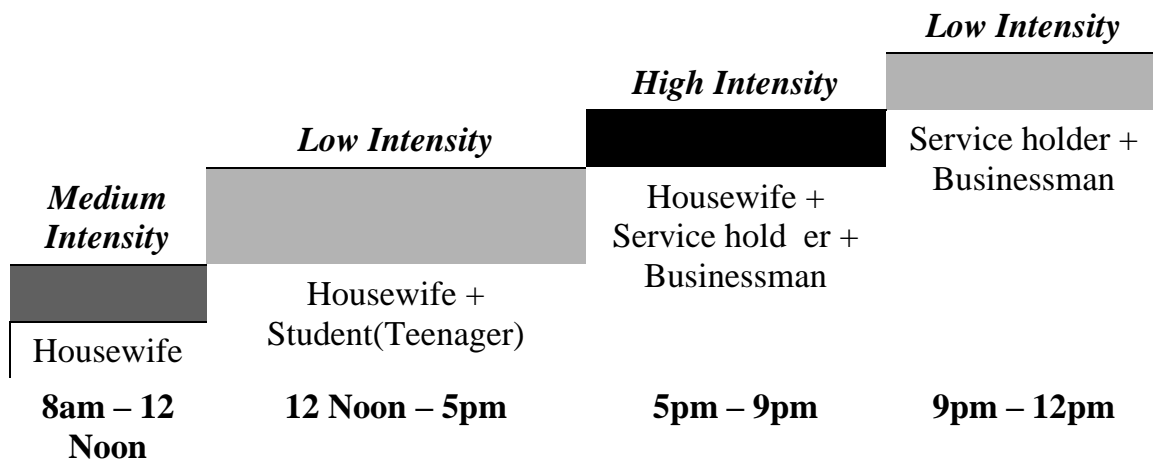 Low Intensity
High Intensity
Low Intensity
Service holder +
Businessman
Medium
Intensity
Housewife +
Service hold er +
Businessman
Housewife +
Student(Teenager)
Housewife
8am – 12
Noon
12 Noon – 5pm
5pm – 9pm
9pm – 12pm